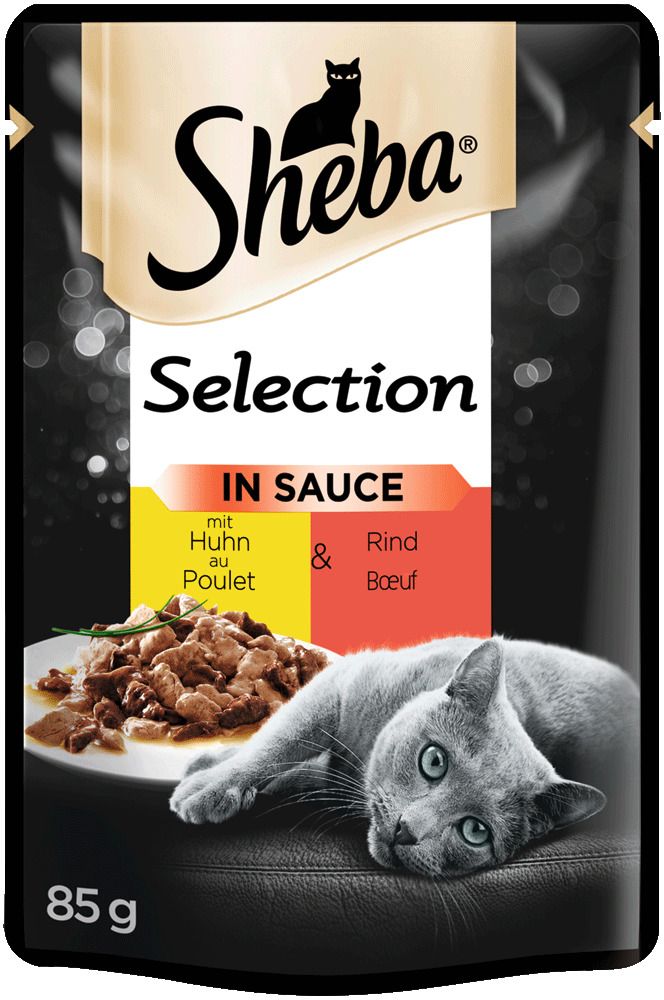 Sheba®
Selection
IN SAUCE
mit
Huhn
au
Poulet
&
Rind
Bœuf
85 g